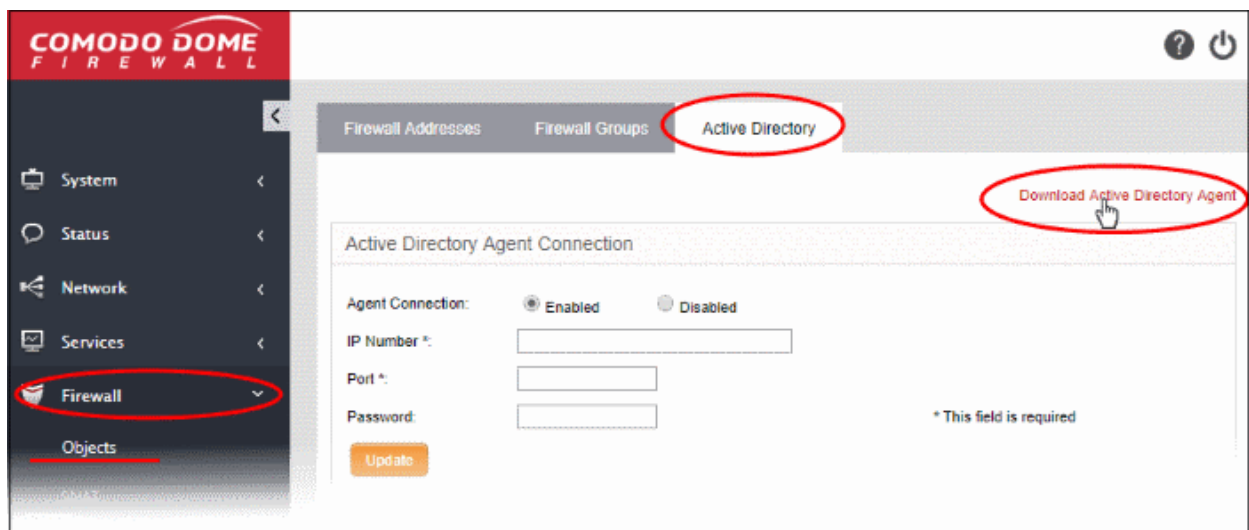 COMODO DOME
FIREWALL
?
<
Firewall Addresses
Firewall Groups
Active Directory
System <
Download Active Directory Agent
Status <
Active Directory Agent Connection
Network <
Agent Connection: Enabled Disabled
Services <
IP Number *:
Port *:
Firewall
Password: * This field is required
Objects
Update